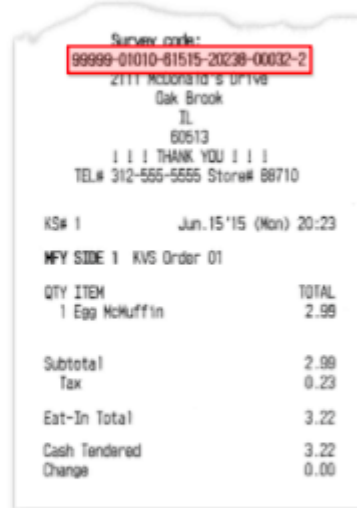 Survey code:
99999-01010-61515-20238-00032-2
2111 McDonald's Drive
Oak Brook
IL
60513
! ! ! THANK YOU ! ! !
TEL# 312-555-5555 Store# 88710
KS# 1 Jun.15'15 (Mon) 20:23
MFY SIDE 1 KVS Order 01
QTY ITEM TOTAL
1 Egg McMuffin 2.99
Subtotal 2.99
Tax 0.23
Eat-In Total 3.22
Cash Tendered 3.22
Change 0.00